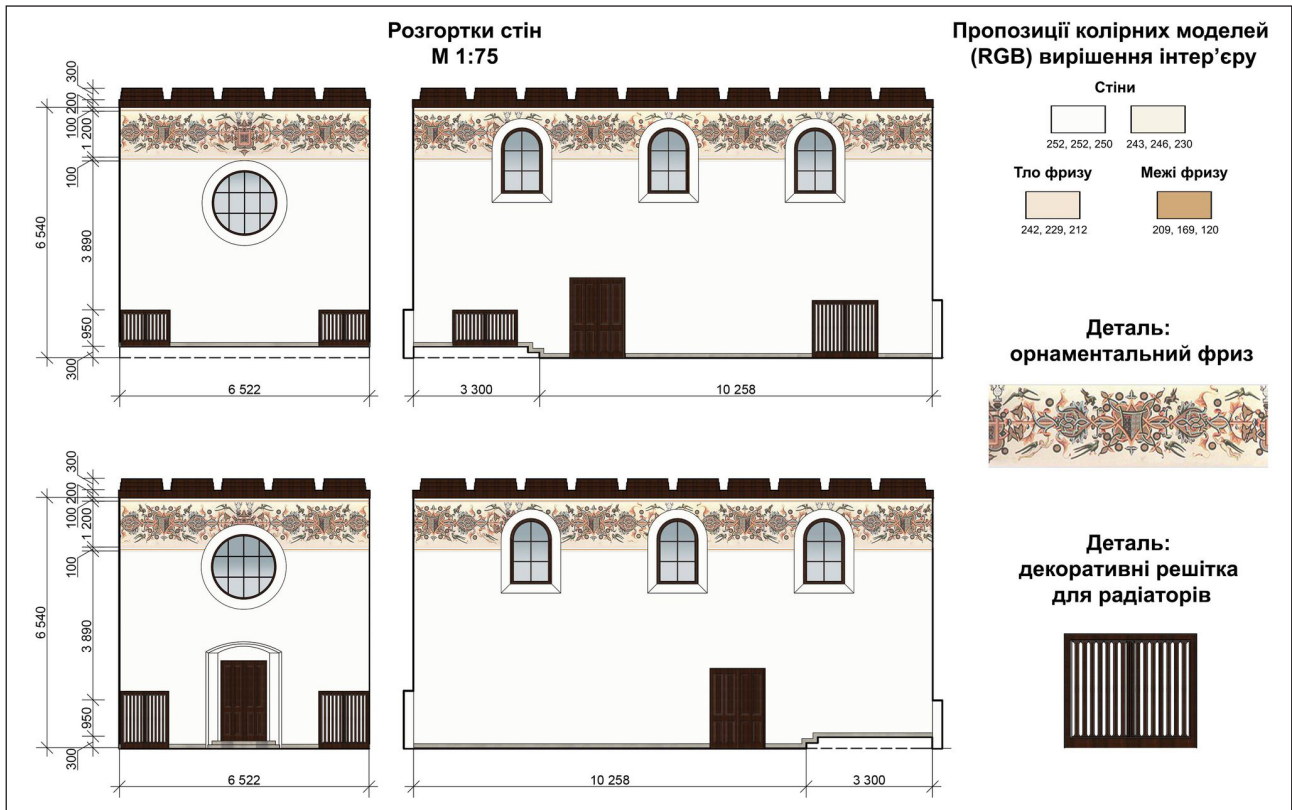 Розгортки стін
М 1:75
300
200
100
1 200
100
6 540
3 890
950
300
6 522
3 300
10 258
300
200
100
1 200
100
6 540
3 890
950
300
6 522
10 258
3 300
Пропозиції колірних моделей
(RGB) вирішення інтер’єру
Стіни
252, 252, 250
243, 246, 230
Тло фризу
Межі фризу
242, 229, 212
209, 169, 120
Деталь:
орнаментальний фриз
Деталь:
декоративні решітка
для радіаторів